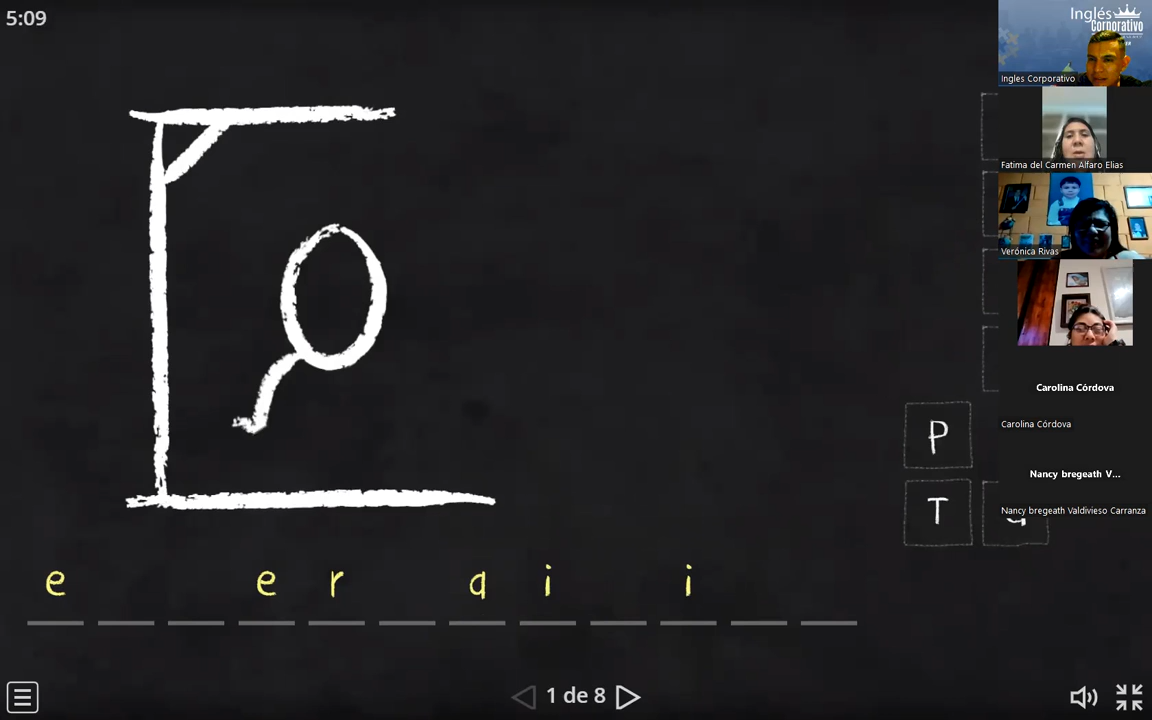 5:09
Inglés
Corporativo
Ingles Corporativo
Fatima del Carmen Alfaro Elias
Verónica Rivas
Carolina Córdova
Carolina Córdova
Nancy bregeath V...
Nancy bregeath Valdivieso Carranza
P
T
e e r a i i
1 de 8